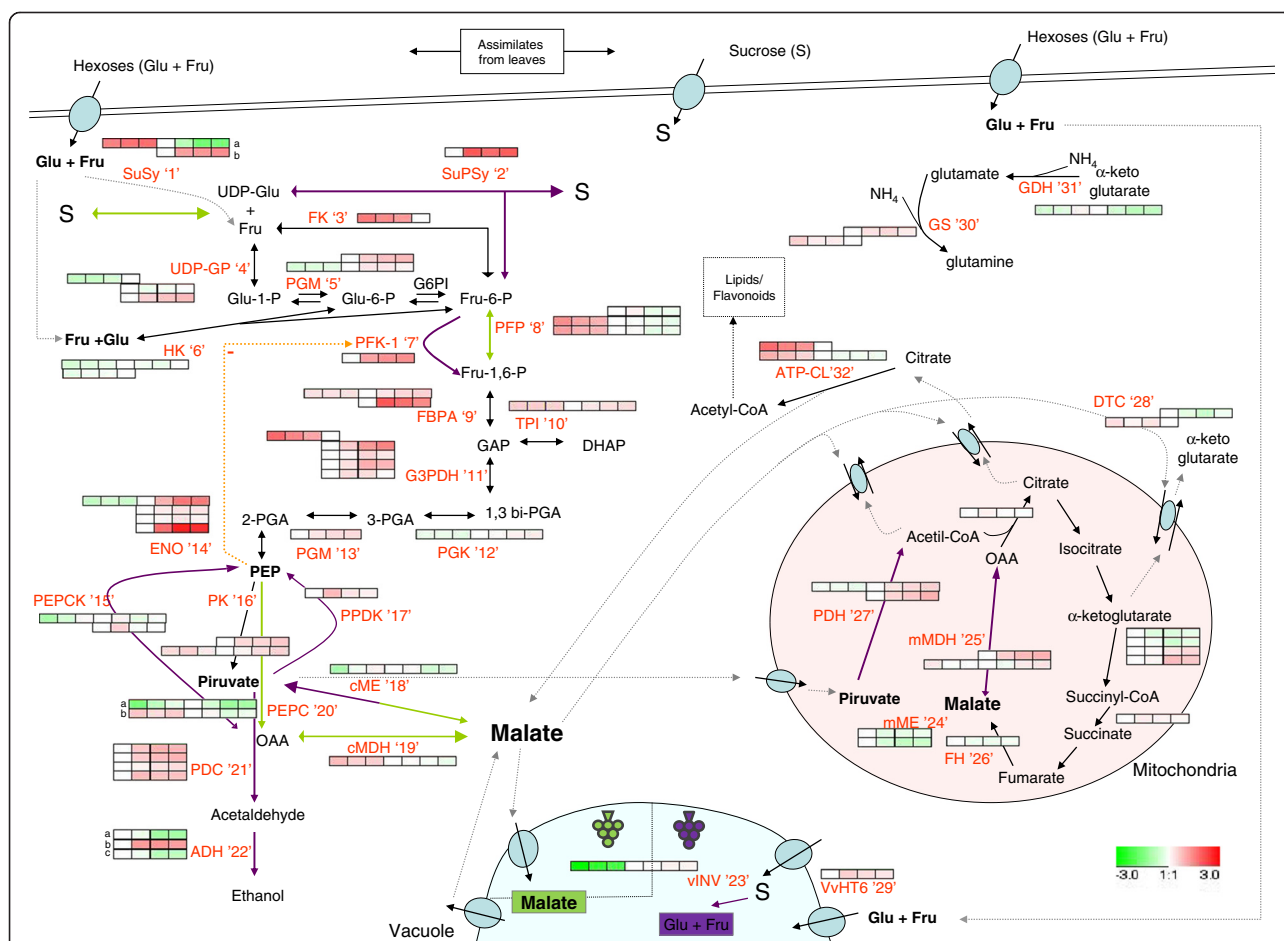 Assimilates
from leaves
Hexoses (Glu + Fru)
Sucrose (S)
Hexoses (Glu + Fru)
S
Glu + Fru
a
b
Glu + Fru
SuSy '1'
SuPSy '2'
UDP-Glu
+
Fru
S
S
FK '3'
UDP-GP '4'
PGM '5'
Glu-1-P
Glu-6-P
G6PI
Fru-6-P
Fru +Glu
HK '6'
-
PFK-1 '7'
PFP '8'
Fru-1,6-P
FBPA '9'
TPI '10'
GAP
DHAP
G3PDH '11'
1,3 bi-PGA
3-PGA
2-PGA
PGK '12'
PGM '13'
ENO '14'
PEP
PEPCK '15'
PK '16'
PPDK '17'
Piruvate
cME '18'
a
b
PEPC '20'
OAA
cMDH '19'
Malate
PDC '21'
Acetaldehyde
a
b
c
ADH '22'
Ethanol
glutamate
NH4
α-keto
glutarate
GDH '31'
NH4
GS '30'
glutamine
Lipids/
Flavonoids
ATP-CL'32'
Citrate
Acetyl-CoA
DTC '28'
α-keto
glutarate
Citrate
Acetil-CoA
OAA
Isocitrate
PDH '27'
α-ketoglutarate
mMDH '25'
Piruvate
Malate
mME '24'
FH '26'
Fumarate
Succinyl-CoA
Succinate
Mitochondria
vINV '23'
S
VvHT6 '29'
Malate
Glu + Fru
Glu + Fru
Vacuole
-3.0
1:1
3.0